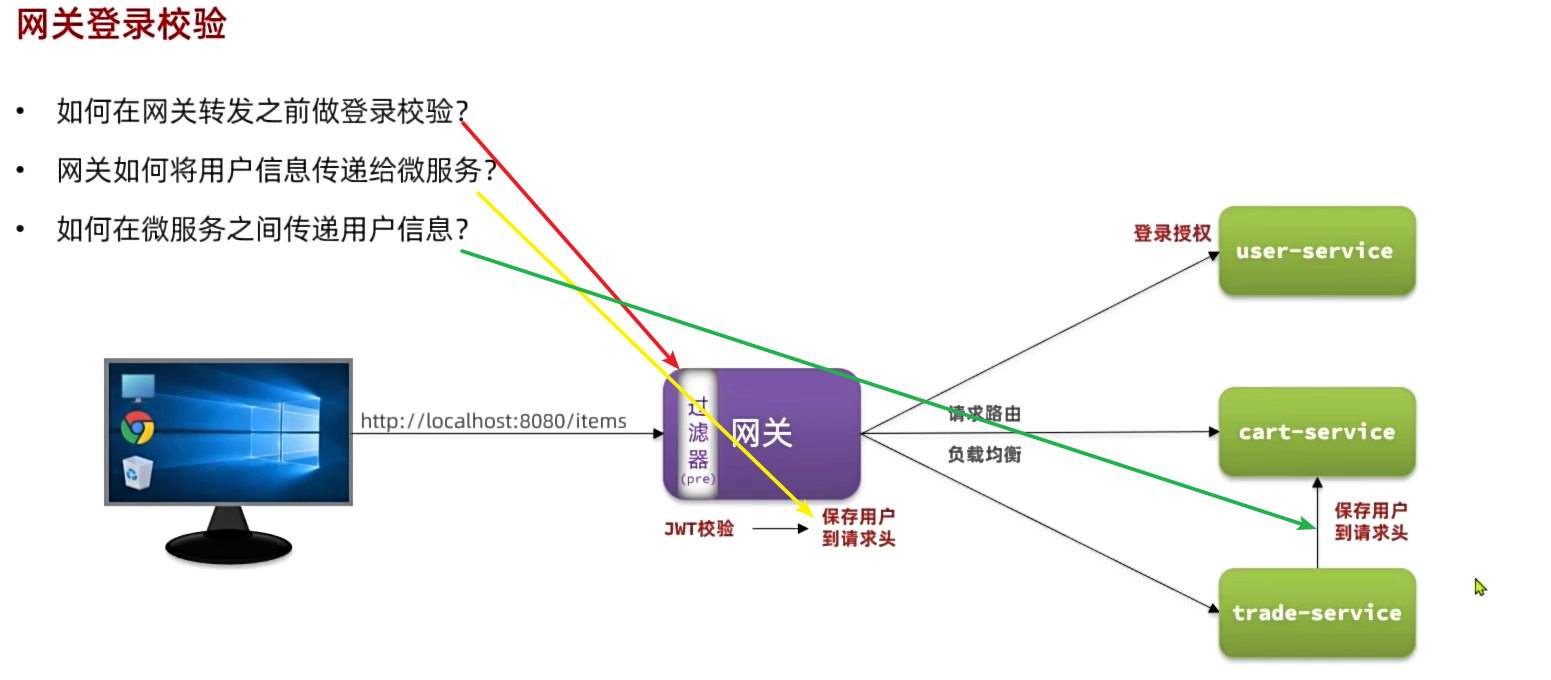 网关登录校验
• 如何在网关转发之前做登录校验?
• 网关如何将用户信息传递给微服务?
• 如何在微服务之间传递用户信息?
登录授权
user-service
http://localhost:8080/items
过
滤
器
(pre)
网关
请求路由
负载均衡
cart-service
JWT校验
保存用户
到请求头
保存用户
到请求头
trade-service